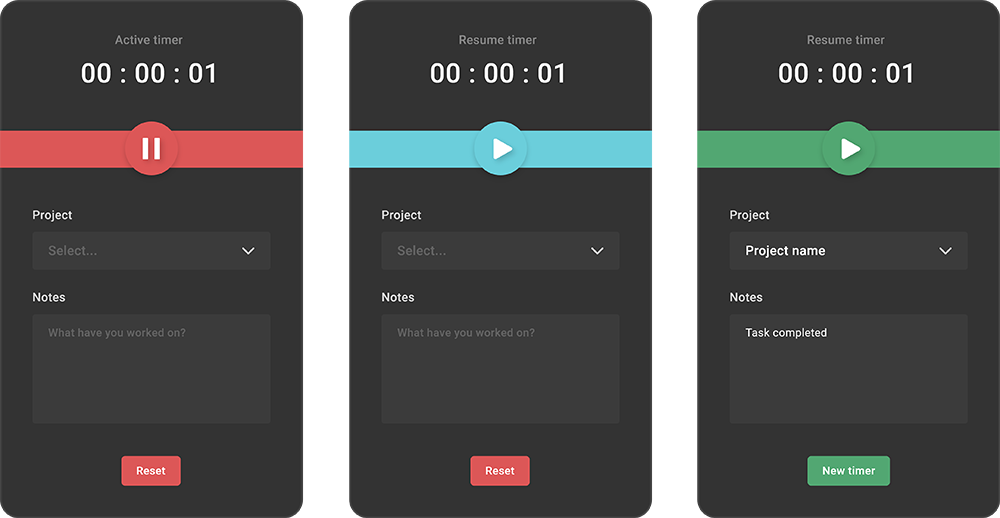 Active timer
00 : 00 : 01
Project
Select...
Notes
What have you worked on?
Reset
Resume timer
00 : 00 : 01
Project
Select...
Notes
What have you worked on?
Reset
Resume timer
00 : 00 : 01
Project
Project name
Notes
Task completed
New timer